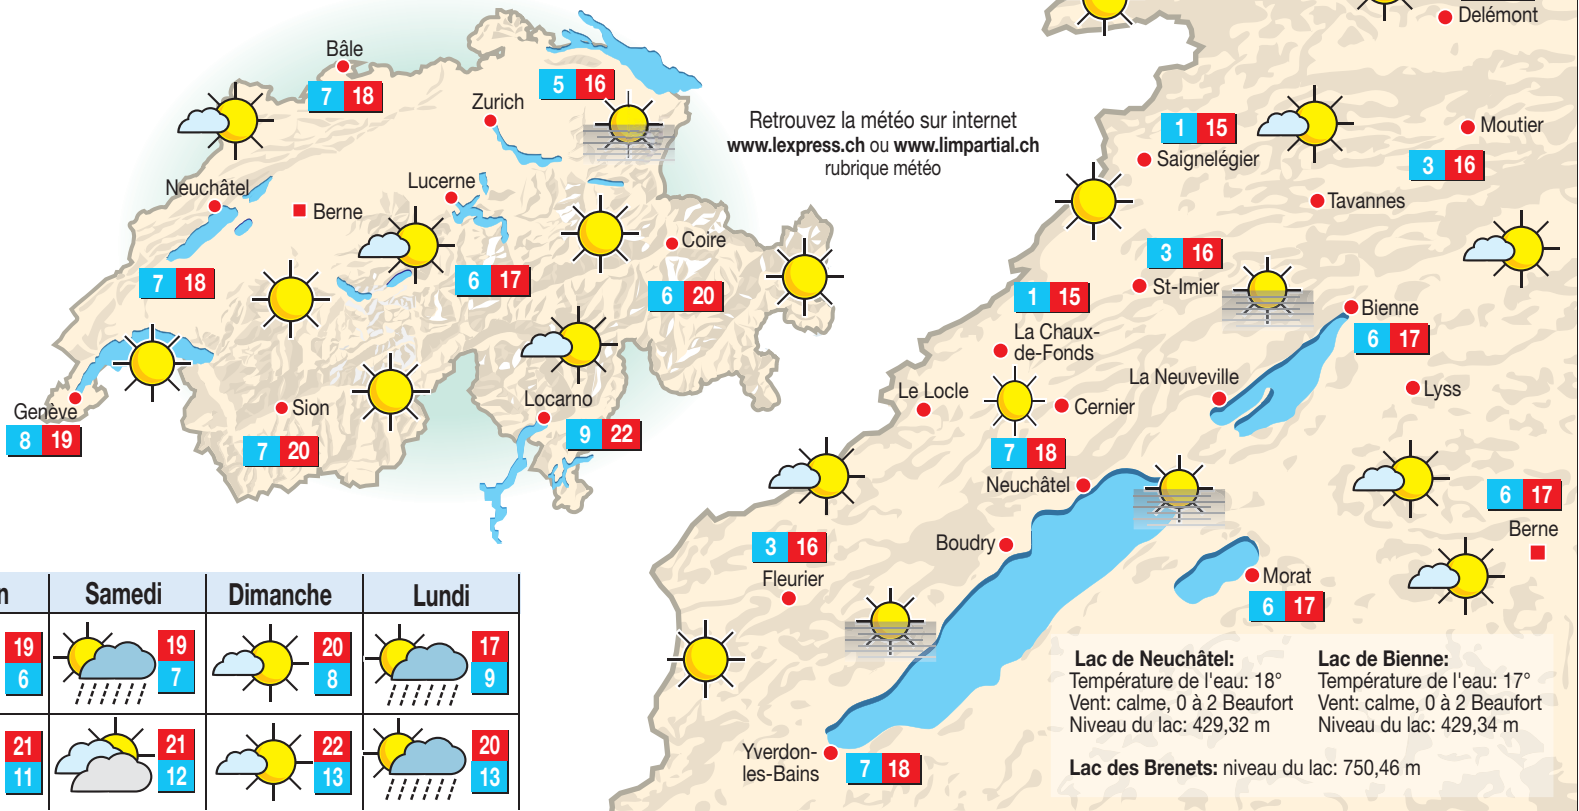 Bâle
7 18
5 16
Zurich
Neuchâtel
Lucerne
Berne
7 18
6 17
Coire
6 20
Genève
8 19
Sion
7 20
Locarno
9 22
Retrouvez la météo sur internet
www.lexpress.ch ou www.limpartial.ch
rubrique météo
n Samedi Dimanche Lundi
19 19 20 17
6 7 8 9
21 21 22 20
11 12 13 13
Delémont
1 15
Saignelégier
Moutier
3 16
Tavannes
3 16
St-Imier
1 15
La Chaux-
de-Fonds
Bienne
6 17
Le Locle
Cernier
La Neuveville
Lyss
7 18
Neuchâtel
Boudry
6 17
Berne
3 16
Fleurier
Morat
6 17
Yverdon-
les-Bains
7 18
Lac de Neuchâtel:
Température de l'eau: 18°
Vent: calme, 0 à 2 Beaufort
Niveau du lac: 429,32 m
Lac de Bienne:
Température de l'eau: 17°
Vent: calme, 0 à 2 Beaufort
Niveau du lac: 429,34 m
Lac des Brenets: niveau du lac: 750,46 m